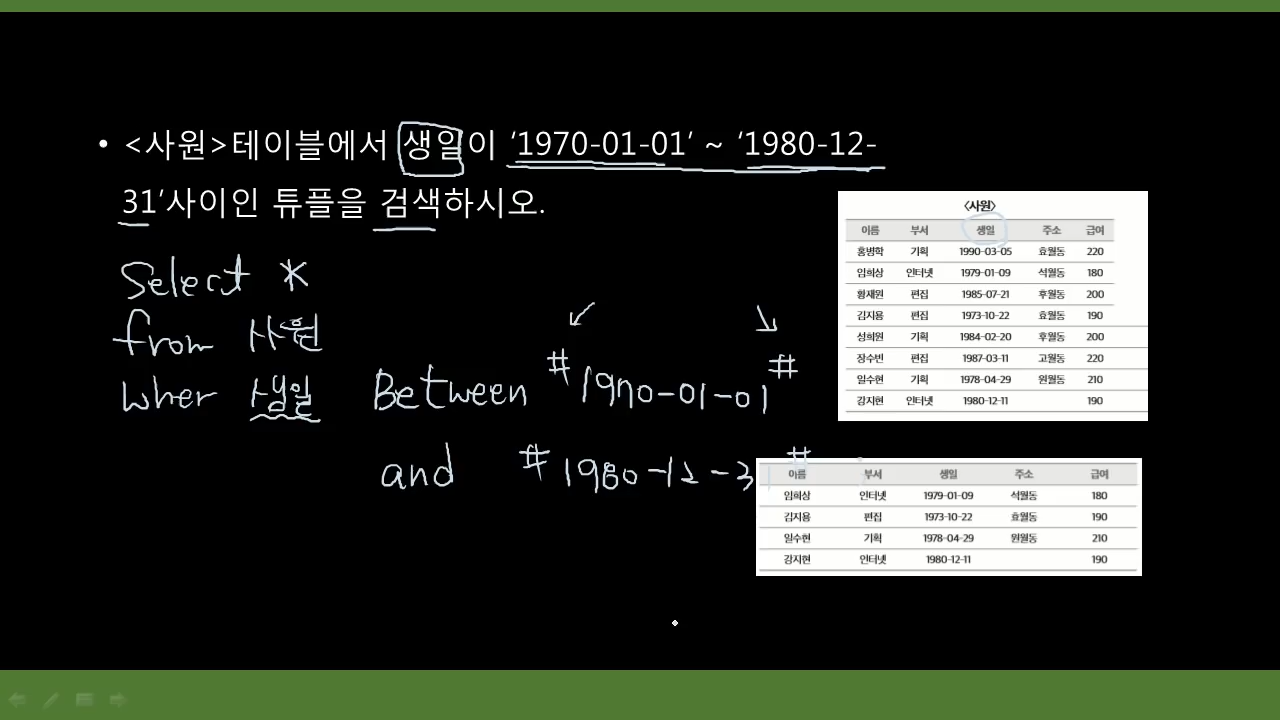 • <사원>테이블에서 생일이 ‘1970-01-01’ ~ ‘1980-12-
31’사이인 튜플을 검색하시오.
Select *
from 사원
wher 생일 Between #1970-01-01#
and #1980-12-31#
<사원>
이름 부서 생일 주소 급여
홍병학 기획 1990-03-05 효월동 220
임희상 인터넷 1979-01-09 석월동 180
황재원 편집 1985-07-21 후월동 200
김지용 편집 1973-10-22 효월동 190
성희원 기획 1984-02-20 후월동 200
장수빈 편집 1987-03-11 고월동 220
일수현 기획 1978-04-29 원월동 210
강지현 인터넷 1980-12-11 190
이름 부서 생일 주소 급여
임희상 인터넷 1979-01-09 석월동 180
김지용 편집 1973-10-22 효월동 190
일수현 기획 1978-04-29 원월동 210
강지현 인터넷 1980-12-11 190